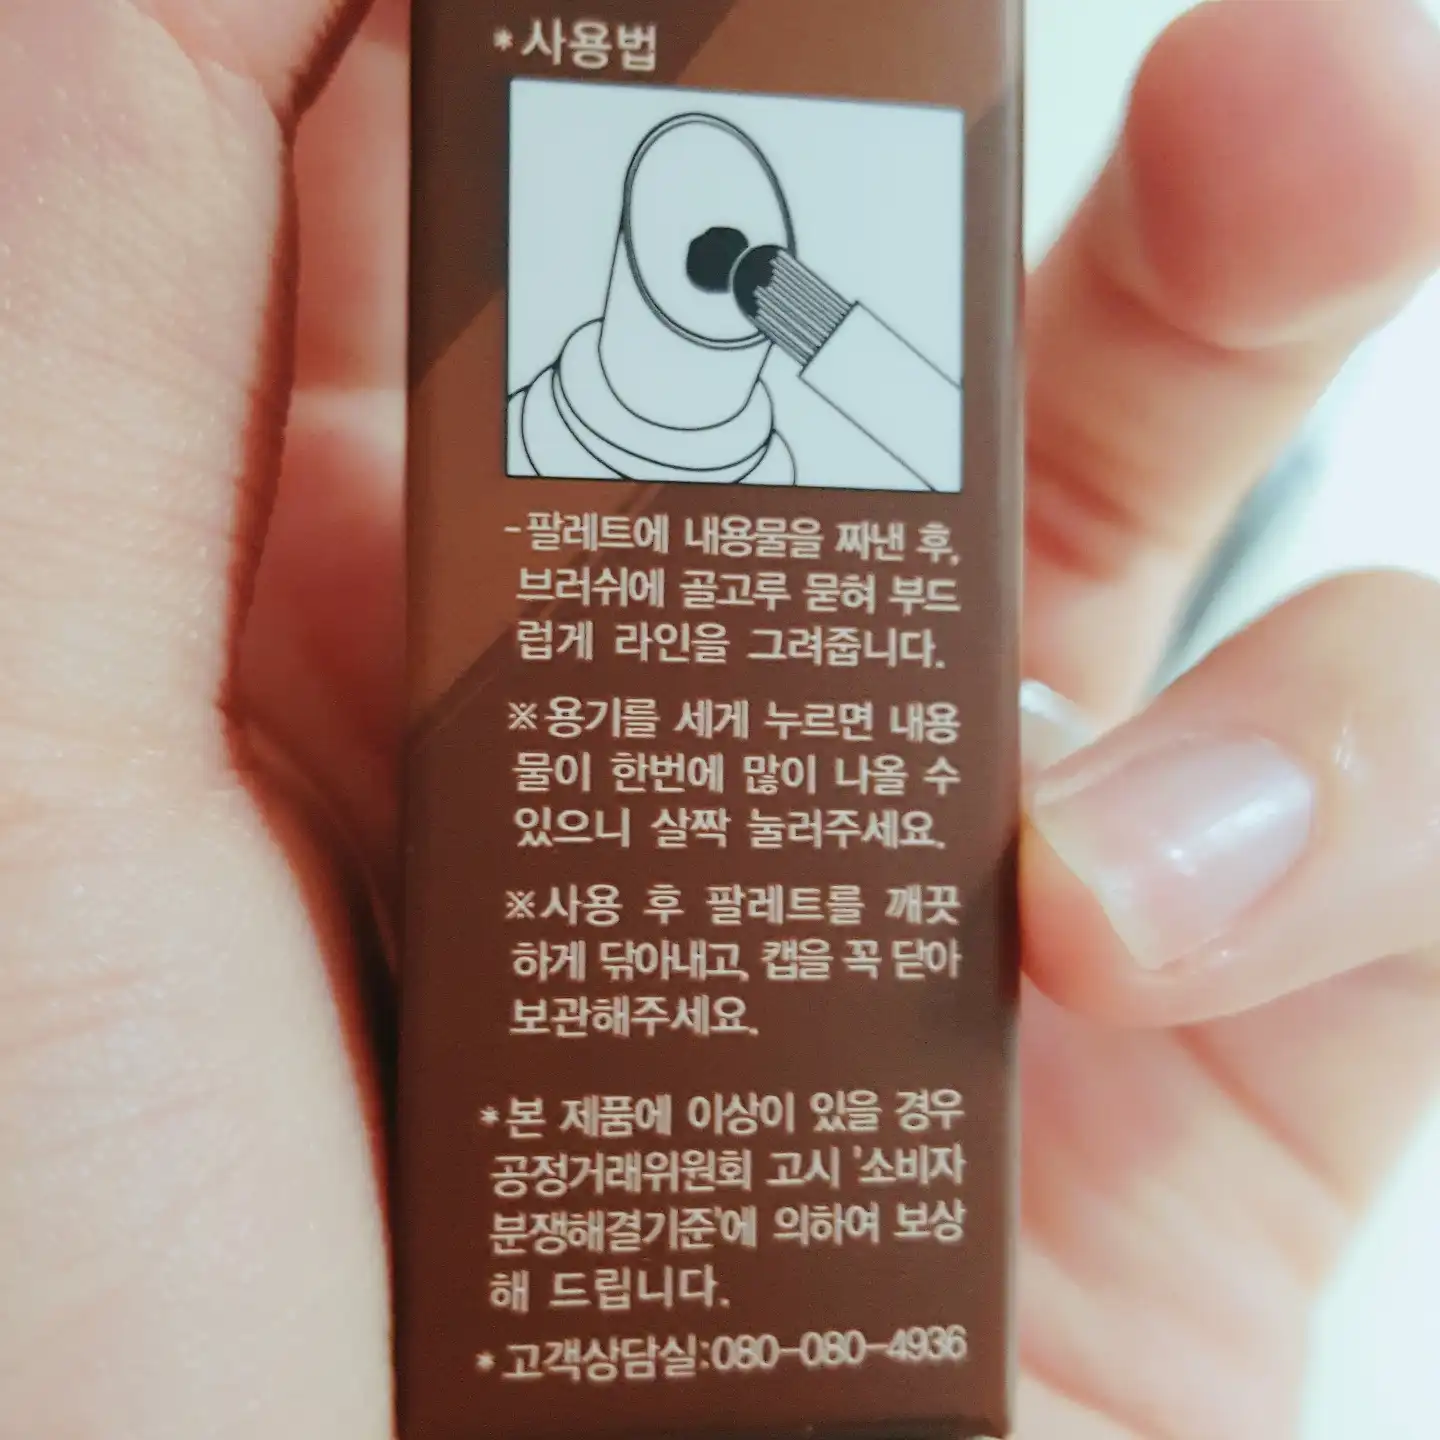 *사용법
-팔레트에 내용물을 짜낸 후,
브러쉬에 골고루 묻혀 부드
럽게 라인을 그려줍니다.
※용기를 세게 누르면 내용
물이 한번에 많이 나올 수
있으니 살짝 눌러주세요.
※사용 후 팔레트를 깨끗
하게 닦아내고, 캡을 꼭 닫아
보관해주세요.
*본 제품에 이상이 있을 경우
공정거래위원회 고시 '소비자
분쟁해결기준'에 의하여 보상
해 드립니다.
*고객상담실:080-080-4936